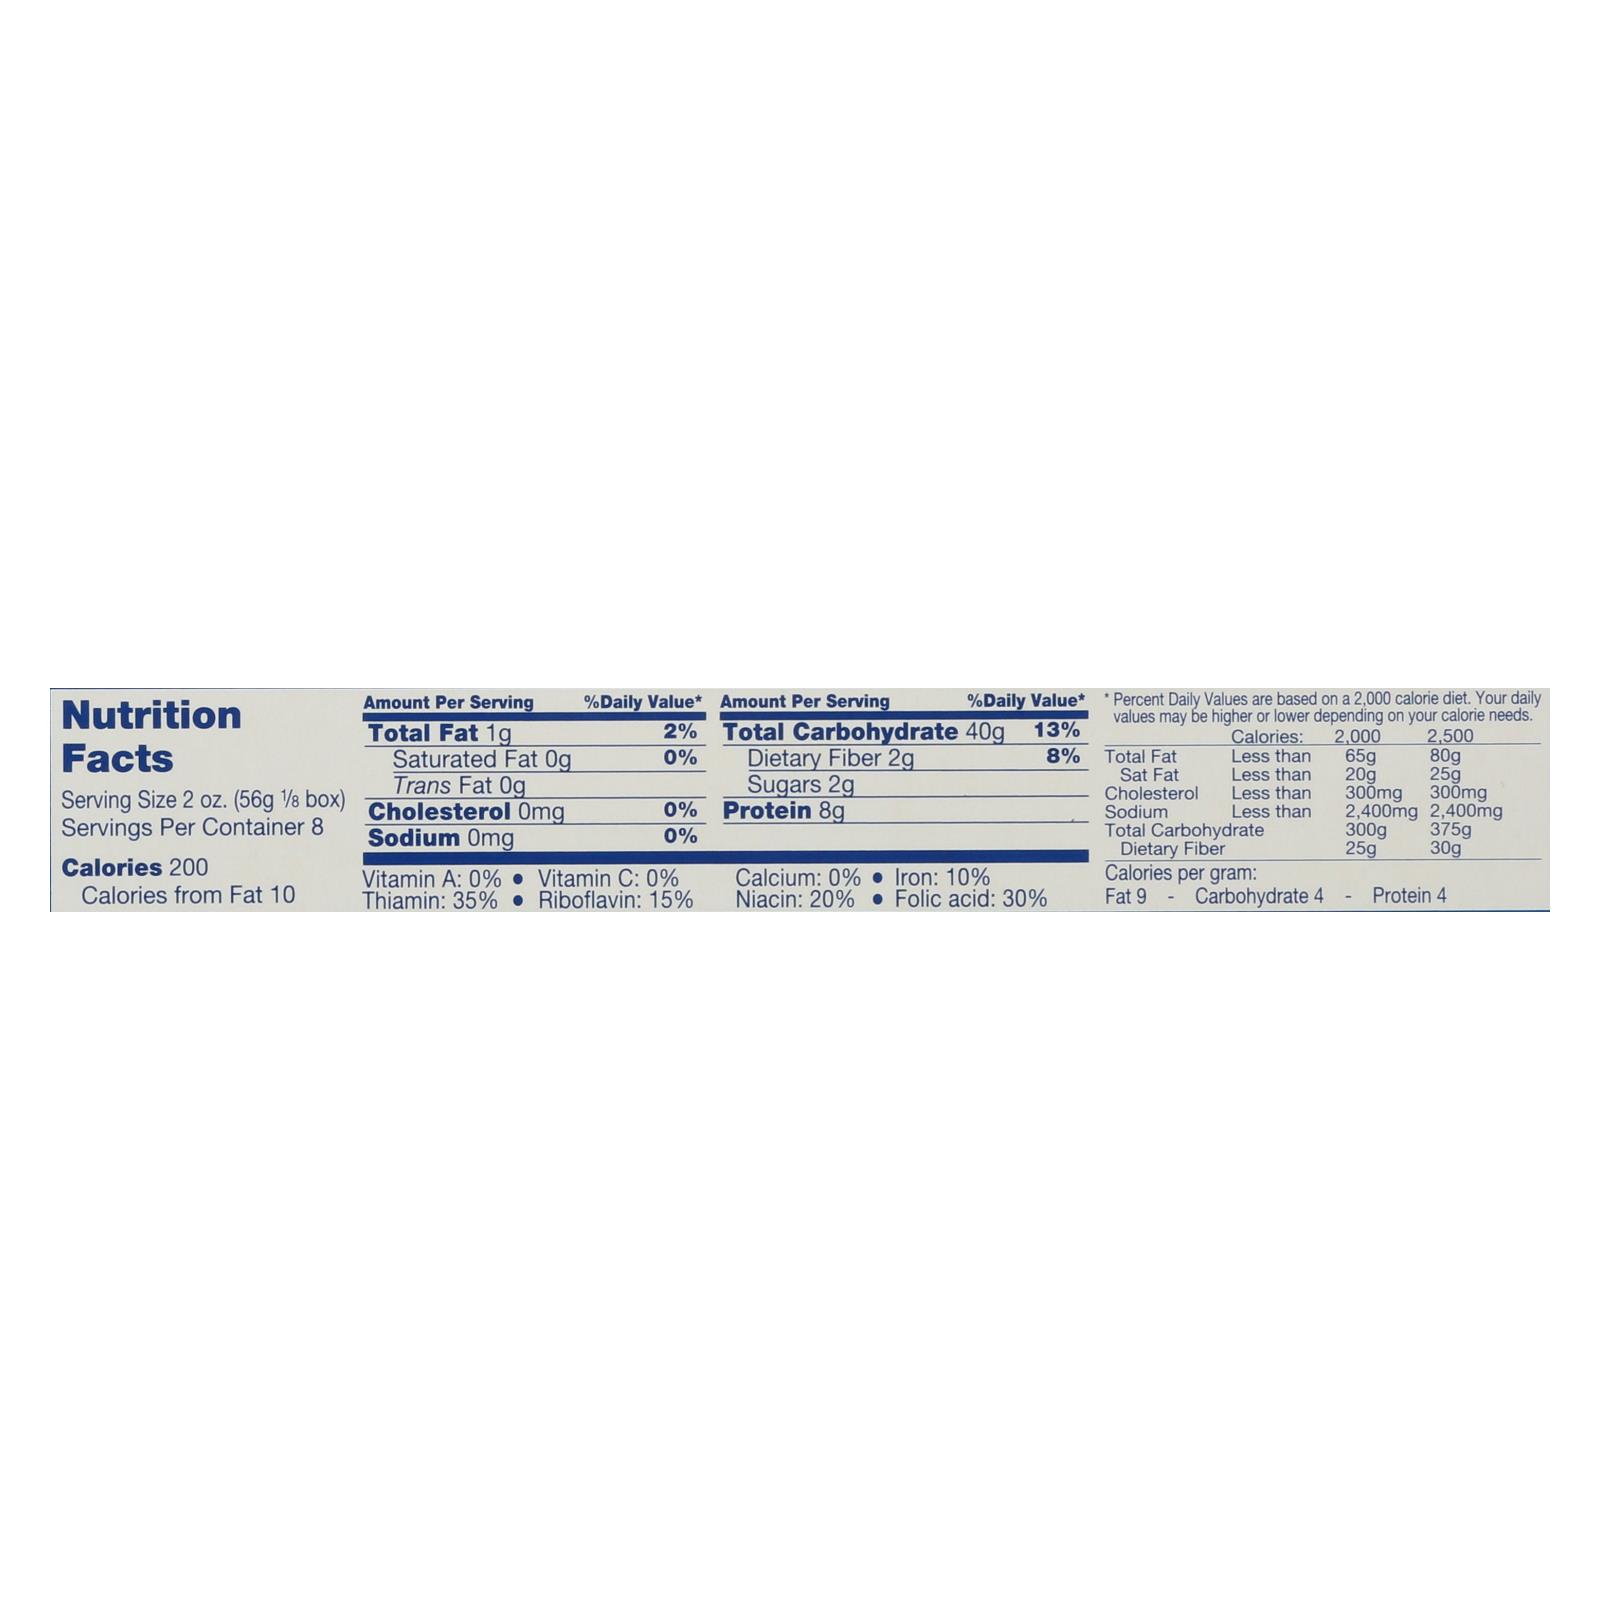 Nutrition
Facts
Serving Size 2 oz. (56g 1/8 box)
Servings Per Container 8
Calories 200
Calories from Fat 10
Amount Per Serving %Daily Value*
Total Fat 1g 2%
Saturated Fat 0g 0%
Trans Fat 0g
Cholesterol 0mg 0%
Sodium 0mg 0%
Amount Per Serving %Daily Value*
Total Carbohydrate 40g 13%
Dietary Fiber 2g 8%
Sugars 2g
Protein 8g
Vitamin A: 0% • Vitamin C: 0% Calcium: 0% • Iron: 10%
Thiamin: 35% • Riboflavin: 15% Niacin: 20% • Folic acid: 30%
* Percent Daily Values are based on a 2,000 calorie diet. Your daily
values may be higher or lower depending on your calorie needs.
Calories: 2,000 2,500
Total Fat Less than 65g 80g
Sat Fat Less than 20g 25g
Cholesterol Less than 300mg 300mg
Sodium Less than 2,400mg 2,400mg
Total Carbohydrate 300g 375g
Dietary Fiber 25g 30g
Calories per gram:
Fat 9 - Carbohydrate 4 - Protein 4